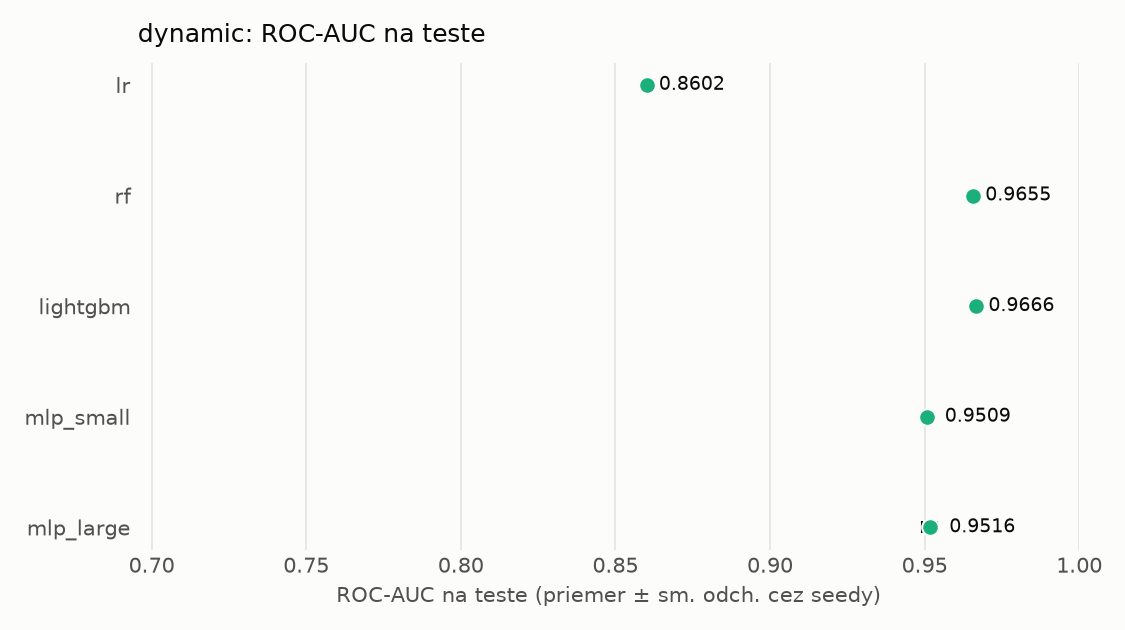 dynamic: ROC-AUC na teste
lr
0.8602
rf
0.9655
lightgbm
0.9666
mlp_small
0.9509
mlp_large
0.9516
0.70 0.75 0.80 0.85 0.90 0.95 1.00
ROC-AUC na teste (priemer ± sm. odch. cez seedy)